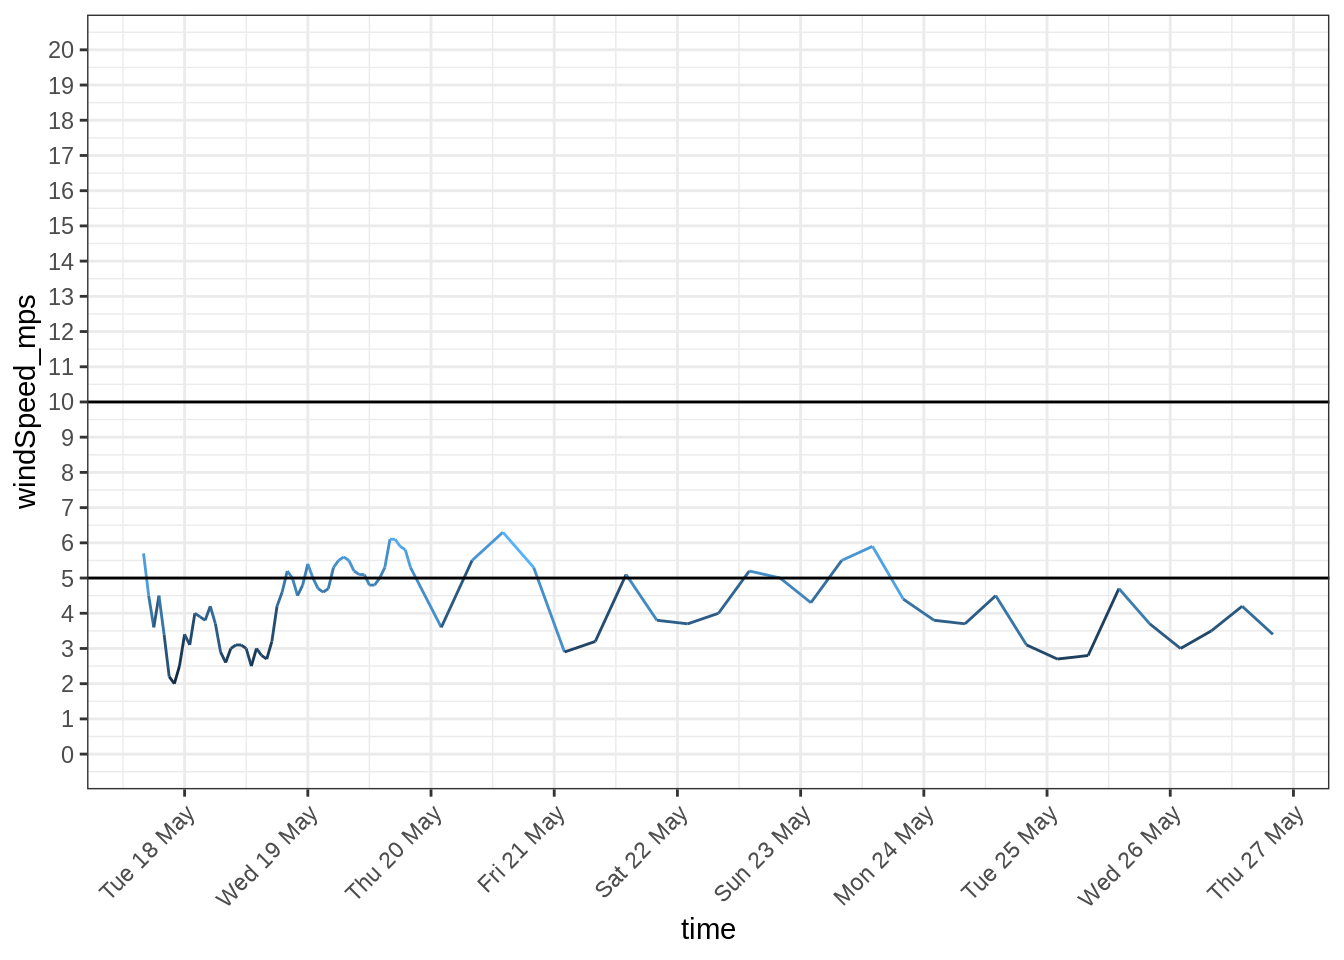 windSpeed_mps
20
19
18
17
16
15
14
13
12
11
10
9
8
7
6
5
4
3
2
1
0
Tue 18 May
Wed 19 May
Thu 20 May
Fri 21 May
Sat 22 May
Sun 23 May
Mon 24 May
Tue 25 May
Wed 26 May
Thu 27 May
time